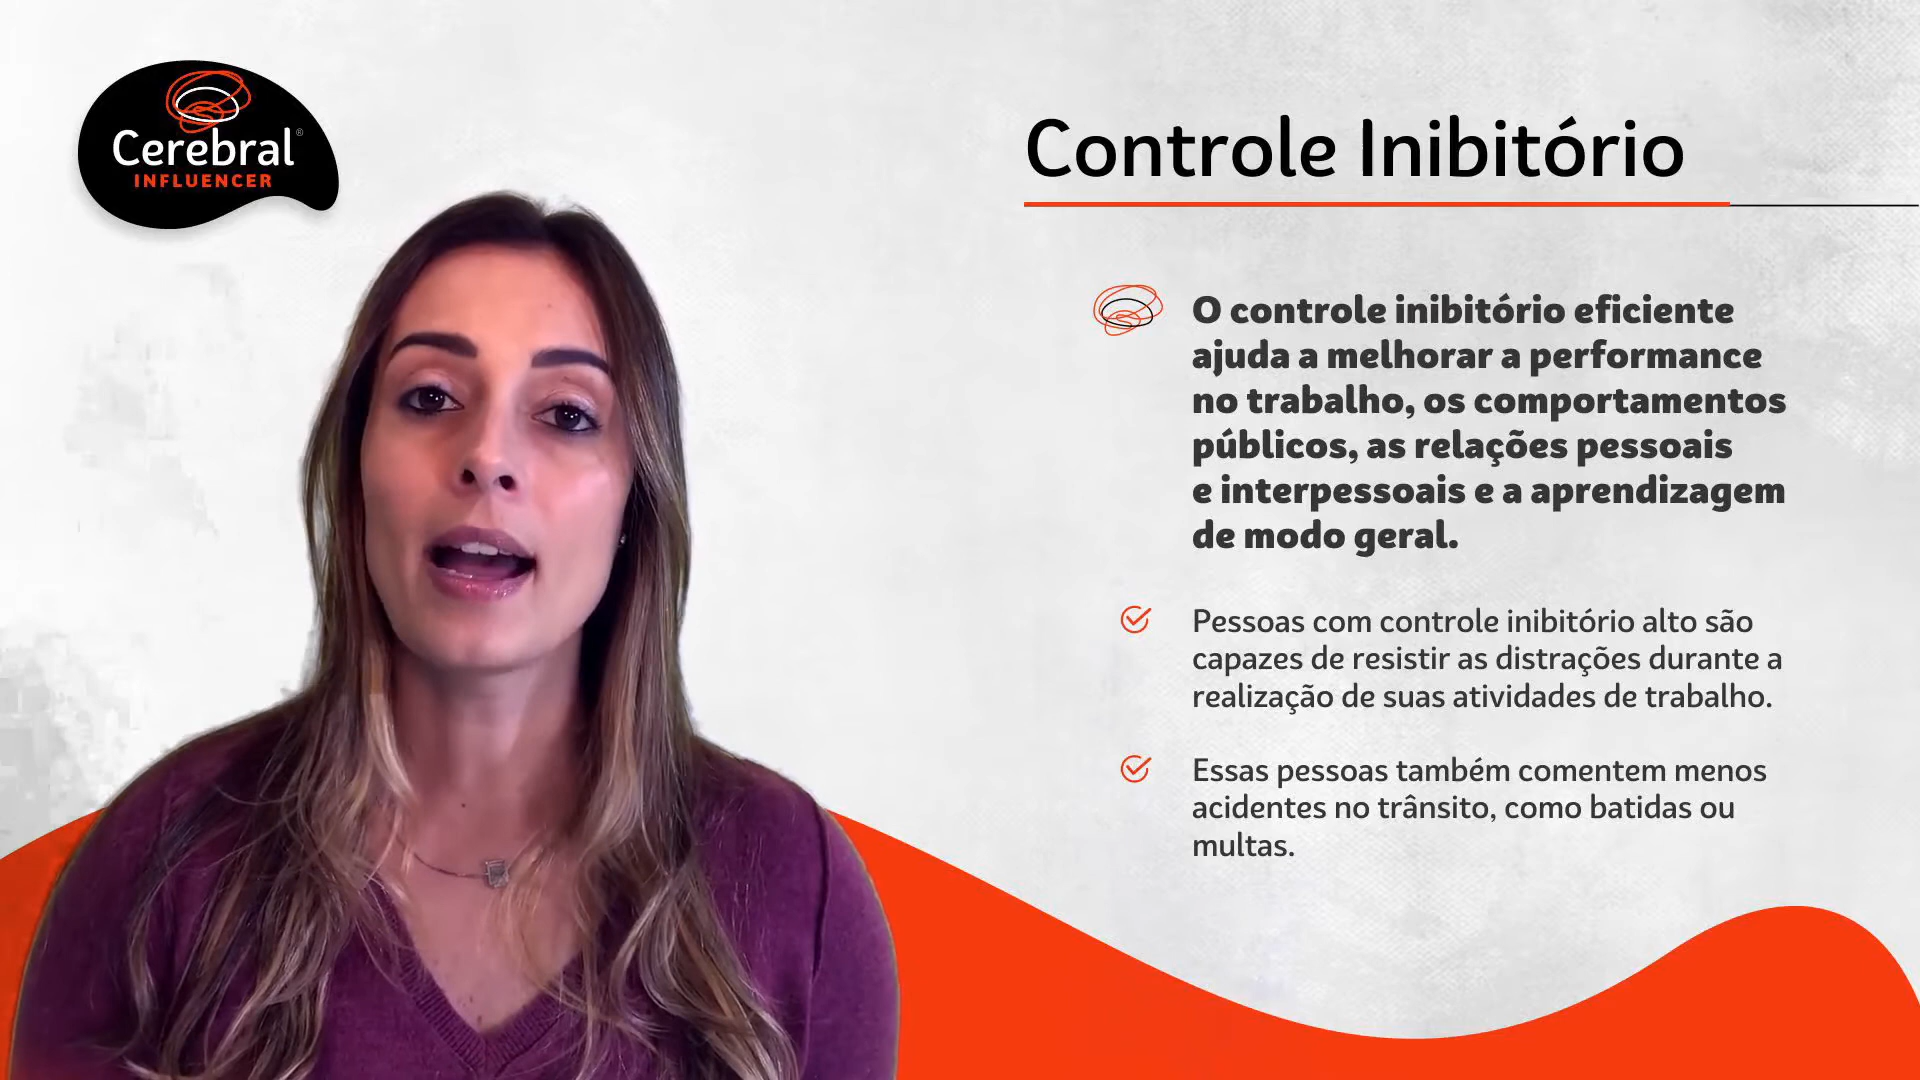 Cerebral®
INFLUENCER
Controle Inibitório
O controle inibitório eficiente
ajuda a melhorar a performance
no trabalho, os comportamentos
públicos, as relações pessoais
e interpessoais e a aprendizagem
de modo geral.
Pessoas com controle inibitório alto são
capazes de resistir as distrações durante a
realização de suas atividades de trabalho.
Essas pessoas também comentem menos
acidentes no trânsito, como batidas ou
multas.